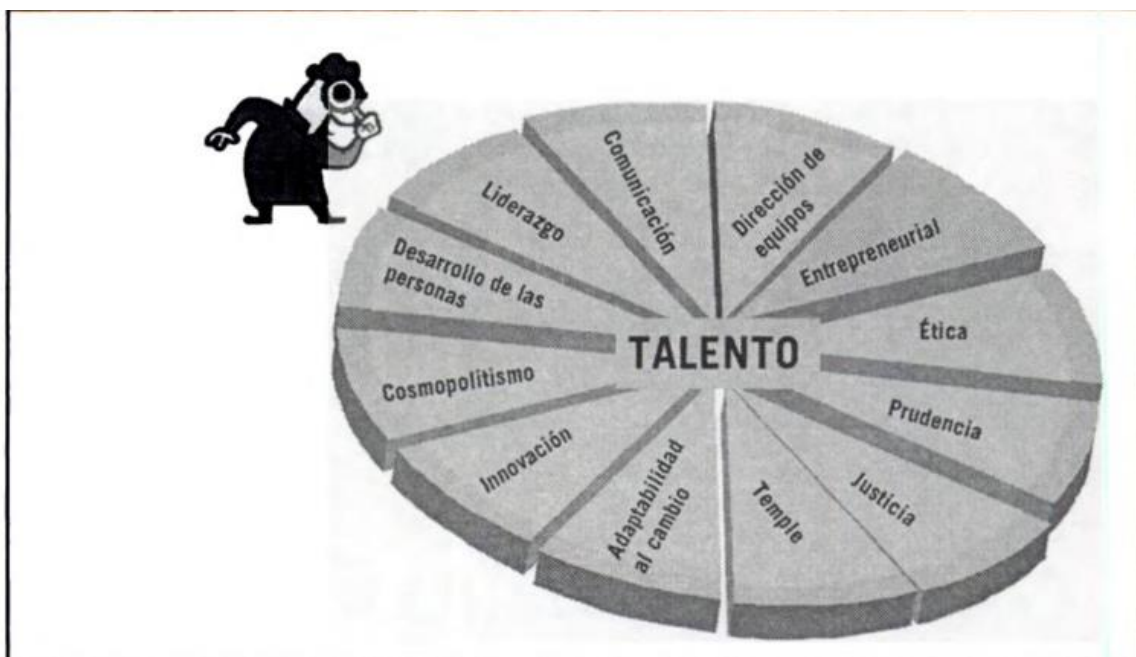 Comunicación
Dirección de
equipos
Entrepreneurial
Ética
Prudencia
Justicia
Temple
Adaptabilidad
al cambio
Innovación
Cosmopolitismo
Desarrollo de las
personas
Liderazgo
TALENTO